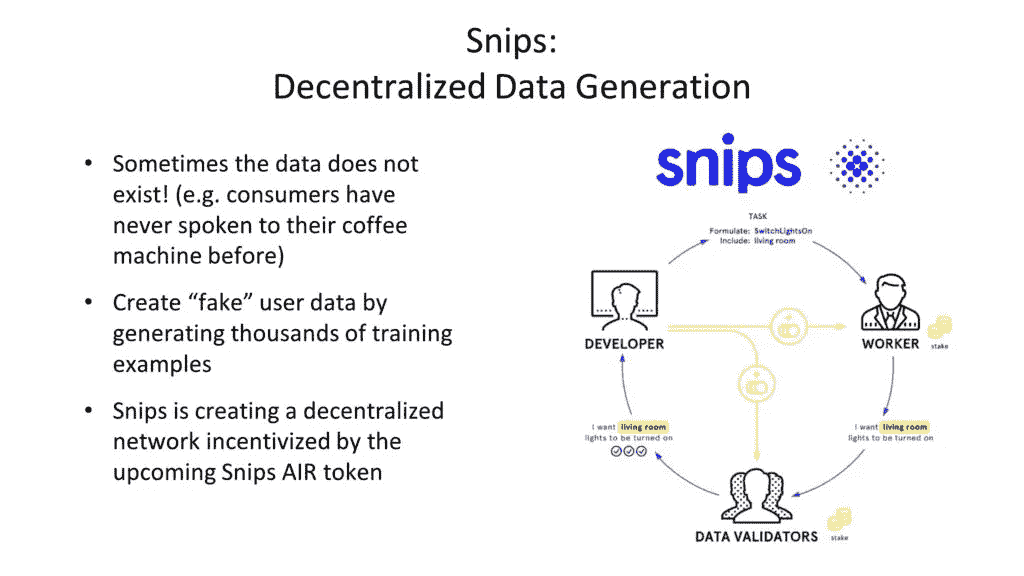 Snips:
Decentralized Data Generation
• Sometimes the data does not
exist! (e.g. consumers have
never spoken to their coffee
machine before)
• Create “fake” user data by
generating thousands of training
examples
• Snips is creating a decentralized
network incentivized by the
upcoming Snips AIR token
snips
TASK
Formulate: SwitchLightsOn
Include: living room
DEVELOPER
WORKER
stake
I want living room
lights to be turned on
I want living room
lights to be turned on
DATA VALIDATORS
stake